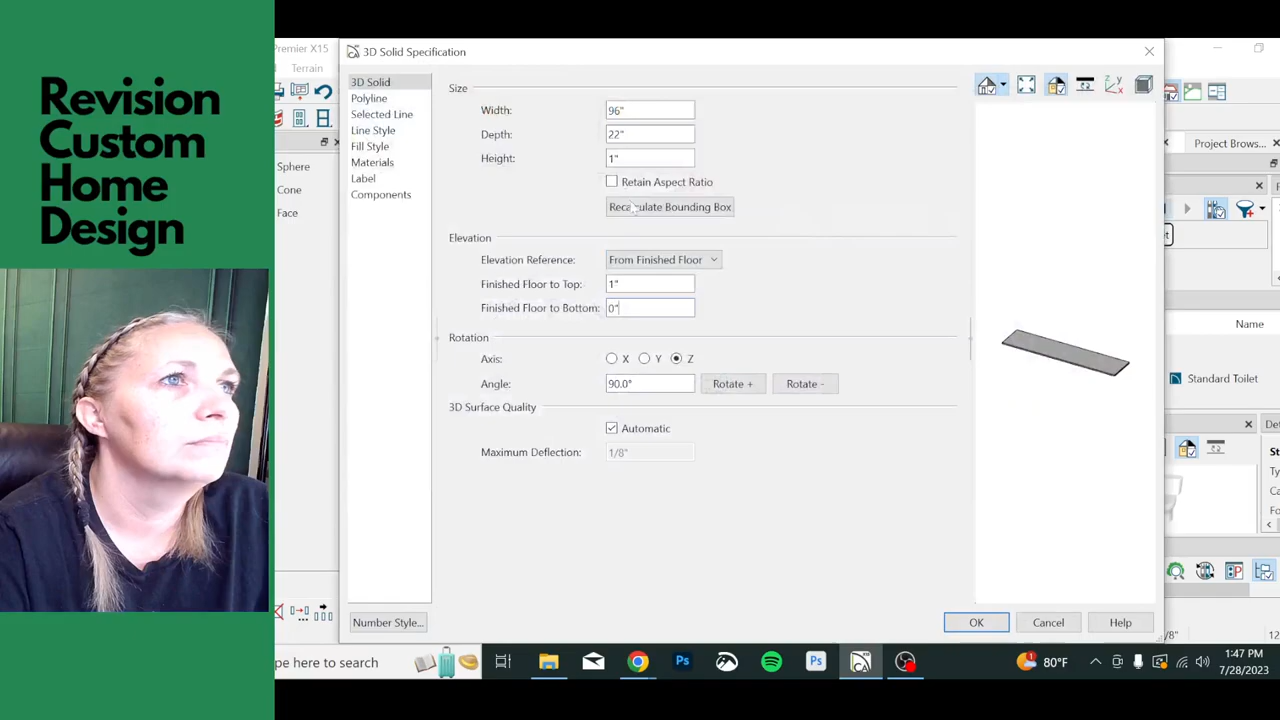 Revision
Custom
Home
Design
Premier X15
Terrain
Sphere
Cone
Face
3D Solid Specification
3D Solid
Polyline
Selected Line
Line Style
Fill Style
Materials
Label
Components
Size
Width: 96"
Depth: 22"
Height: 1"
Retain Aspect Ratio
Recalculate Bounding Box
Elevation
Elevation Reference: From Finished Floor
Finished Floor to Top: 1"
Finished Floor to Bottom: 0"
Rotation
Axis: X Y Z
Angle: 90.0° Rotate + Rotate -
3D Surface Quality
Automatic
Maximum Deflection: 1/8"
Number Style...
OK Cancel Help
Project Brows...
Name
Standard Toilet
pe here to search
80°F
1:47 PM
7/28/2023